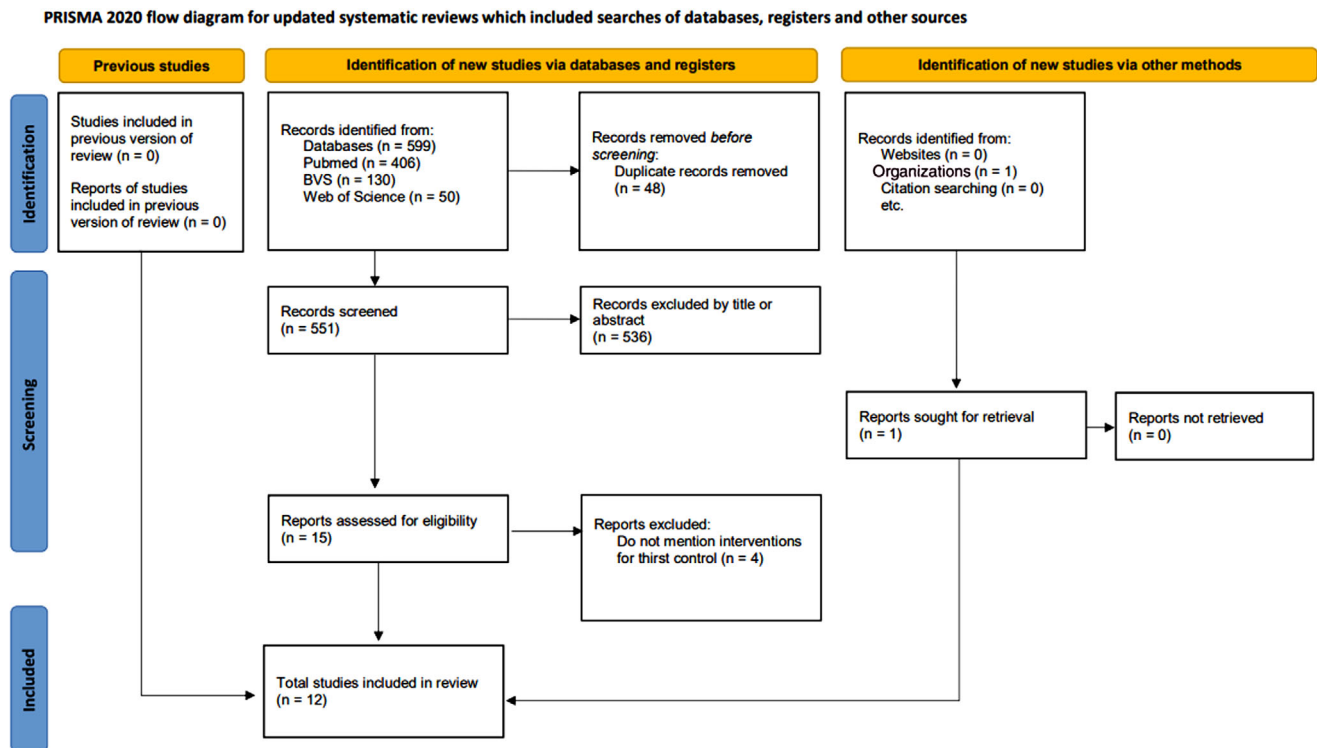 PRISMA 2020 flow diagram for updated systematic reviews which included searches of databases, registers and other sources
Previous studies
Identification of new studies via databases and registers
Identification of new studies via other methods
Identification
Studies included in
previous version of
review (n = 0)
Reports of studies
included in previous
version of review (n = 0)
Records identified from:
Databases (n = 599)
Pubmed (n = 406)
BVS (n = 130)
Web of Science (n = 50)
Records removed before
screening:
Duplicate records removed
(n = 48)
Records identified from:
Websites (n = 0)
Organizations (n = 1)
Citation searching (n = 0)
etc.
Screening
Records screened
(n = 551)
Records excluded by title or
abstract
(n = 536)
Reports sought for retrieval
(n = 1)
Reports not retrieved
(n = 0)
Reports assessed for eligibility
(n = 15)
Reports excluded:
Do not mention interventions
for thirst control (n = 4)
Included
Total studies included in review
(n = 12)